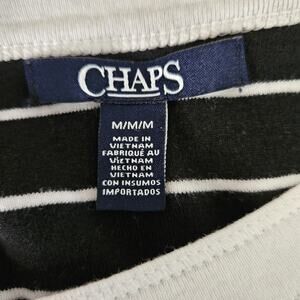 CHAPS
M/M/M
MADE IN
VIETNAM
FABRIQUÉ AU
VIETNAM
HECHO EN
VIETNAM
CON INSUMOS
IMPORTADOS